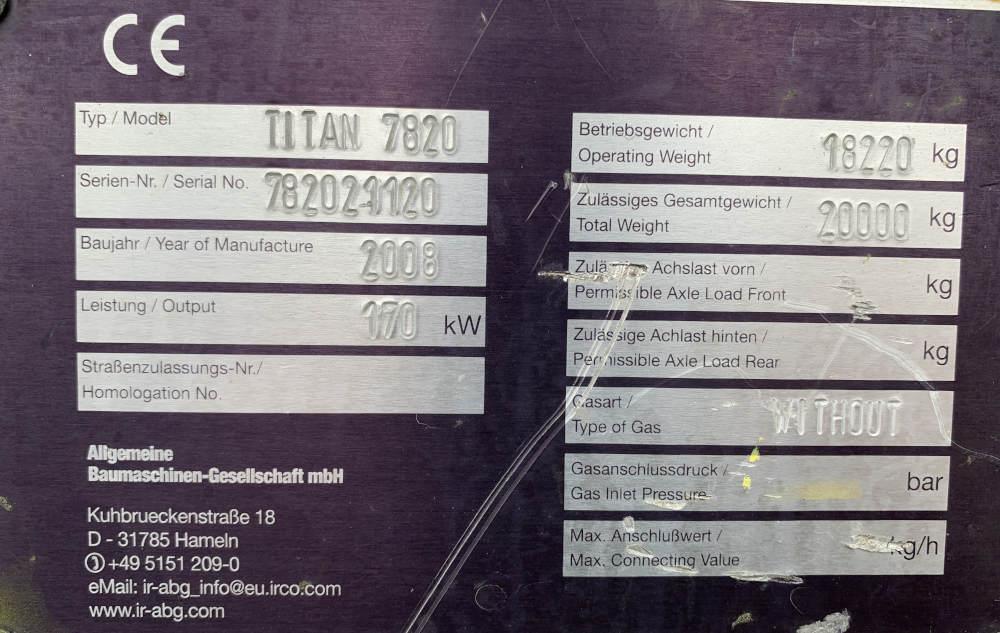 CE
Typ / Model TITAN 7820
Serien-Nr. / Serial No. 78202-1120
Baujahr / Year of Manufacture 2008
Leistung / Output 170 kW
Straßenzulassungs-Nr./
Homologation No.
Allgemeine
Baumaschinen-Gesellschaft mbH
Kuhbrueckenstraße 18
D - 31785 Hameln
+49 5151 209-0
eMail: ir-abg_info@eu.irco.com
www.ir-abg.com
Betriebsgewicht /
Operating Weight 18220 kg
Zulässiges Gesamtgewicht /
Total Weight 20000 kg
Achslast vorn /
Permissible Axle Load Front kg
Zulässige Achlast hinten /
Permissible Axle Load Rear kg
Gasart /
Type of Gas WITHOUT
Gasanschlussdruck /
Gas Inlet Pressure bar
Max. Anschlußwert /
Max. Connecting Value kg/h